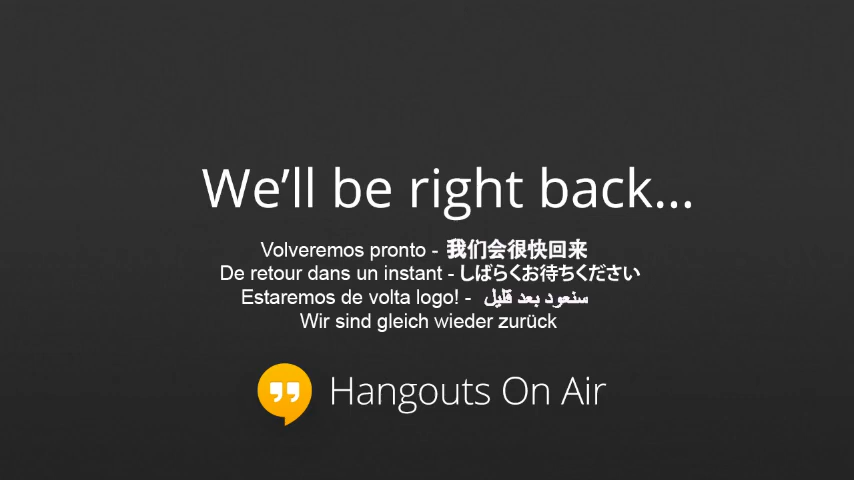 We'll be right back...
Volveremos pronto - 我们会很快回来
De retour dans un instant - しばらくお待ちください
Estaremos de volta logo! - سنعود بعد قليل
Wir sind gleich wieder zurück
Hangouts On Air